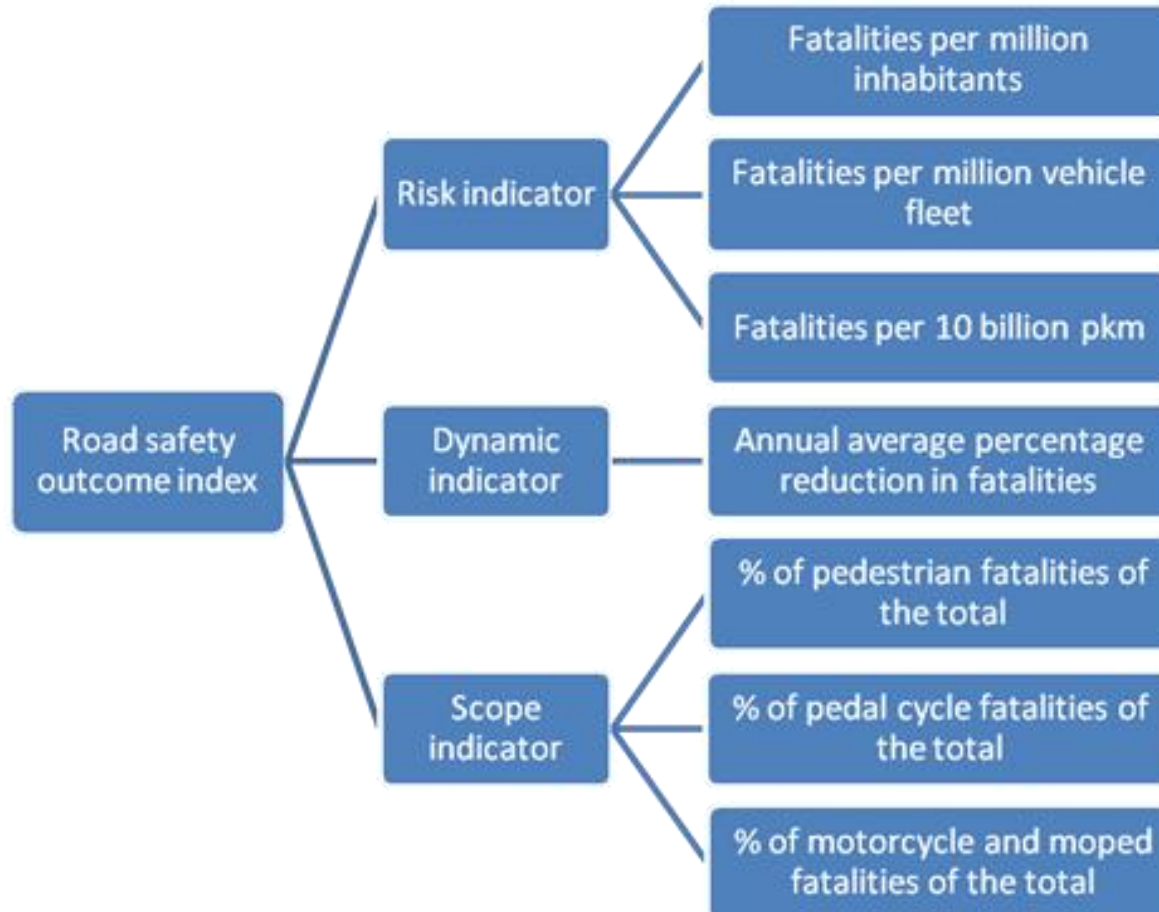 Fatalities per million
inhabitants
Risk indicator
Fatalities per million vehicle
fleet
Fatalities per 10 billion pkm
Road safety
outcome index
Dynamic
indicator
Annual average percentage
reduction in fatalities
% of pedestrian fatalities of
the total
Scope
indicator
% of pedal cycle fatalities of
the total
% of motorcycle and moped
fatalities of the total